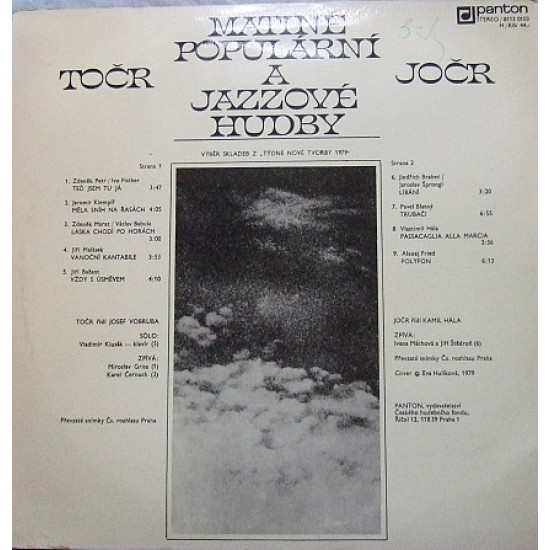 MATINÉ
POPULÁRNÍ
A
JAZZOVÉ
HUDBY
TOČR
JOČR
panton
STEREO / 8115 0103
H / Kčs 44,-
VÝBĚR SKLADEB Z „TÝDNE NOVÉ TVORBY 1979"
Strana 1
1. Zdeněk Petr / Ivo Fischer
TEĎ JSEM TU JÁ 3:47
2. Jaromír Klempíř
MĚLA SNÍH NA ŘASÁCH 4:05
3. Zdeněk Marat / Václav Babula
LÁSKA CHODÍ PO HORÁCH
3:00
4. Jiří Malásek
VÁNOČNÍ KANTABILE 3:53
5. Jiří Bažant
VŽDY S ÚSMĚVEM 4:10
TOČR řídí JOSEF VOBRUBA
SÓLO:
Vladimír Klusák — klavír (5)
ZPÍVÁ:
Miroslav Grisa (1)
Karel Černoch (3)
Převzaté snímky Čs. rozhlasu Praha
Strana 2
6. Jindřich Brabec /
Jaroslav Šprongl
LÍBÁNÍ 3:20
7. Pavel Blatný
TRUBAČI 6:55
8. Vlastimil Hála
PASSACAGLIA ALLA MARCIA
3:56
9. Alexej Fried
POLYFON 6:13
JOČR řídí KAMIL HÁLA
ZPÍVÁ:
Ivana Máchová a Jiří Štědroň (6)
Převzaté snímky Čs. rozhlasu Praha
Cover © Eva Hulíková, 1979
PANTON, vydavatelství
Českého hudebního fondu,
Říční 12, 118 39 Praha 1